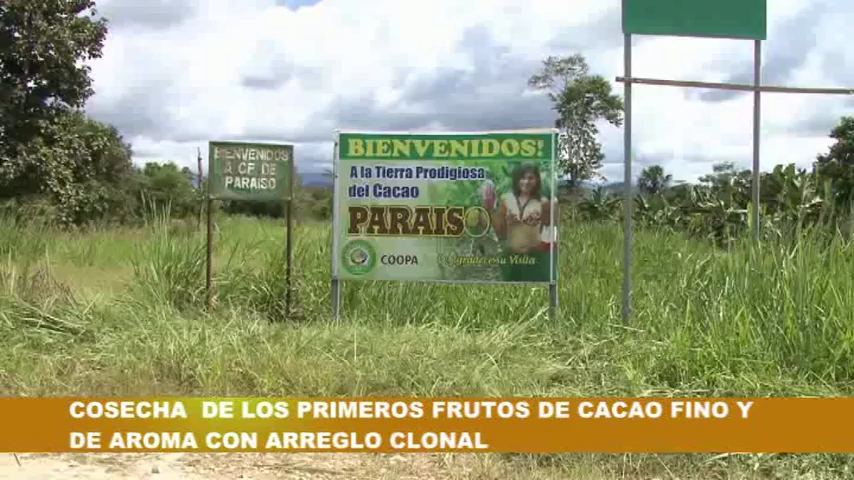 BIENVENIDOS
A C.P. DE
PARAISO
BIENVENIDOS!
A la Tierra Prodigiosa
del Cacao
PARAISO
COOPA
Visita
COSECHA DE LOS PRIMEROS FRUTOS DE CACAO FINO Y
DE AROMA CON ARREGLO CLONAL